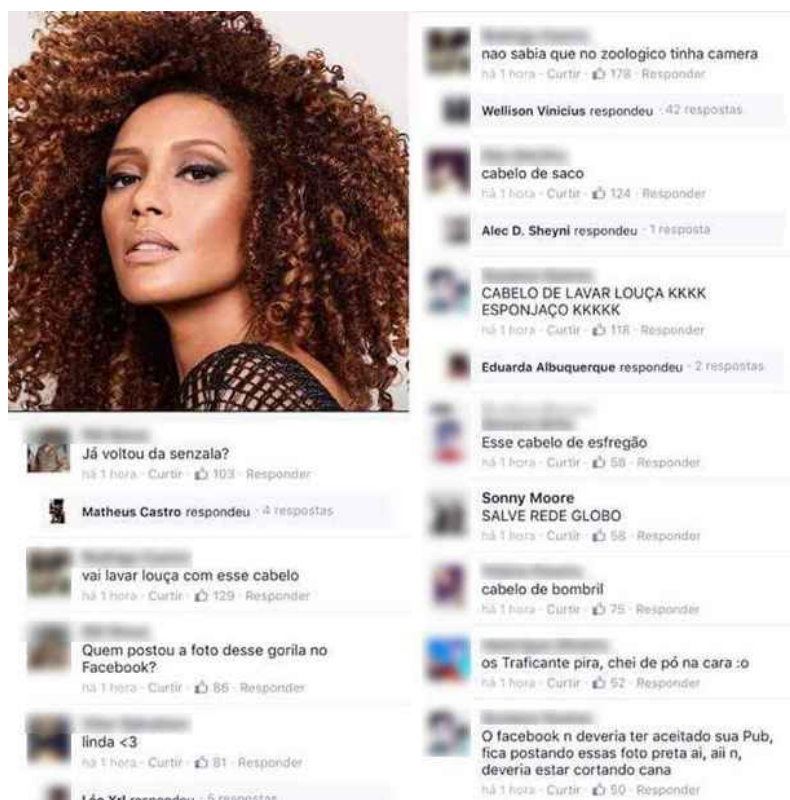 Já voltou da senzala?
há 1 hora · Curtir · 103 · Responder
Matheus Castro respondeu · 4 respostas
vai lavar louça com esse cabelo
há 1 hora · Curtir · 129 · Responder
Quem postou a foto desse gorila no
Facebook?
há 1 hora · Curtir · 86 · Responder
linda <3
há 1 hora · Curtir · 81 · Responder
Léo Yrl respondeu · 5 respostas
nao sabia que no zoologico tinha camera
há 1 hora · Curtir · 178 · Responder
Wellison Vinicius respondeu · 42 respostas
cabelo de saco
há 1 hora · Curtir · 124 · Responder
Alec D. Sheyni respondeu · 1 resposta
CABELO DE LAVAR LOUÇA KKKK
ESPONJAÇO KKKKK
há 1 hora · Curtir · 118 · Responder
Eduarda Albuquerque respondeu · 2 respostas
Esse cabelo de esfregão
há 1 hora · Curtir · 58 · Responder
Sonny Moore
SALVE REDE GLOBO
há 1 hora · Curtir · 58 · Responder
cabelo de bombril
há 1 hora · Curtir · 75 · Responder
os Traficante pira, chei de pó na cara :o
há 1 hora · Curtir · 52 · Responder
O facebook n deveria ter aceitado sua Pub,
fica postando essas foto preta ai, aii n,
deveria estar cortando cana
há 1 hora · Curtir · 50 · Responder